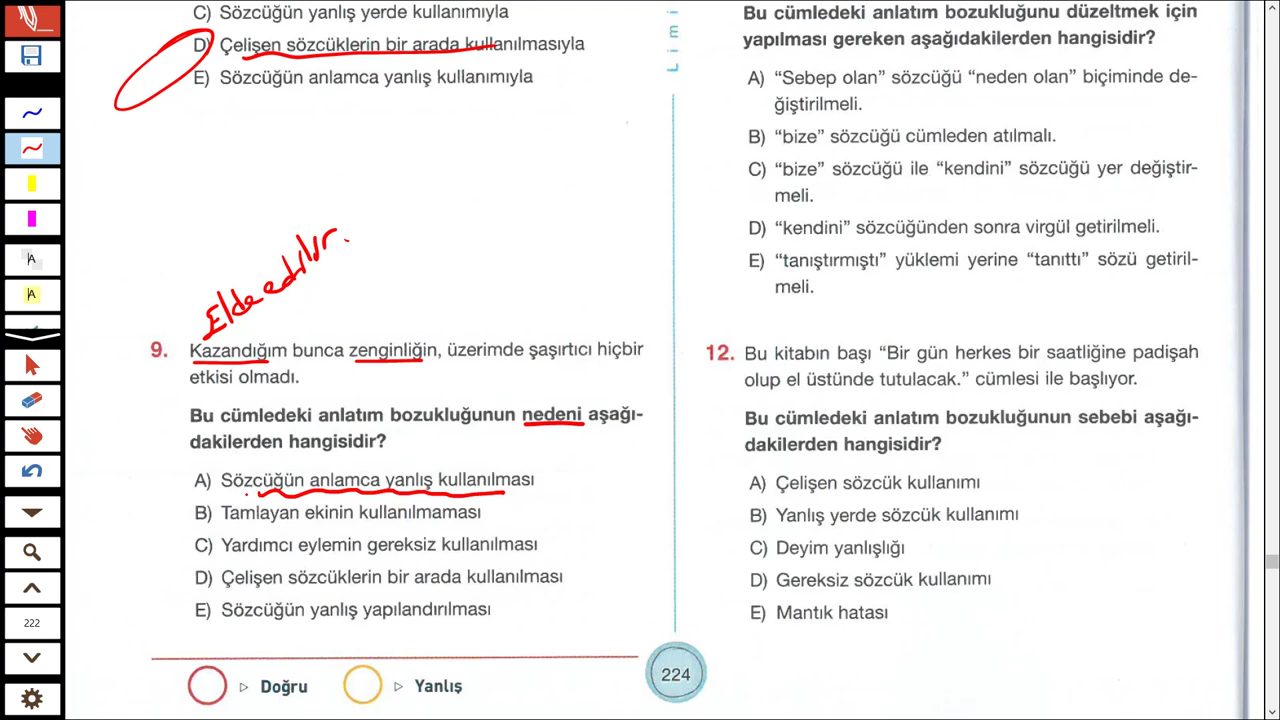 C) Sözcüğün yanlış yerde kullanımıyla
D) Çelişen sözcüklerin bir arada kullanılmasıyla
E) Sözcüğün anlamca yanlış kullanımıyla
Elde edilir.
9. Kazandığım bunca zenginliğin, üzerimde şaşırtıcı hiçbir
etkisi olmadı.
Bu cümledeki anlatım bozukluğunun nedeni aşağı-
dakilerden hangisidir?
A) Sözcüğün anlamca yanlış kullanılması
B) Tamlayan ekinin kullanılmaması
C) Yardımcı eylemin gereksiz kullanılması
D) Çelişen sözcüklerin bir arada kullanılması
E) Sözcüğün yanlış yapılandırılması
Doğru
Yanlış
Limi
224
Bu cümledeki anlatım bozukluğunu düzeltmek için
yapılması gereken aşağıdakilerden hangisidir?
A) “Sebep olan” sözcüğü “neden olan” biçiminde de-
ğiştirilmeli.
B) “bize” sözcüğü cümleden atılmalı.
C) “bize” sözcüğü ile “kendini” sözcüğü yer değiştir-
meli.
D) “kendini” sözcüğünden sonra virgül getirilmeli.
E) “tanıştırmıştı” yüklemi yerine “tanıttı” sözü getiril-
meli.
12. Bu kitabın başı “Bir gün herkes bir saatliğine padişah
olup el üstünde tutulacak.” cümlesi ile başlıyor.
Bu cümledeki anlatım bozukluğunun sebebi aşağı-
dakilerden hangisidir?
A) Çelişen sözcük kullanımı
B) Yanlış yerde sözcük kullanımı
C) Deyim yanlışlığı
D) Gereksiz sözcük kullanımı
E) Mantık hatası
A
A
222